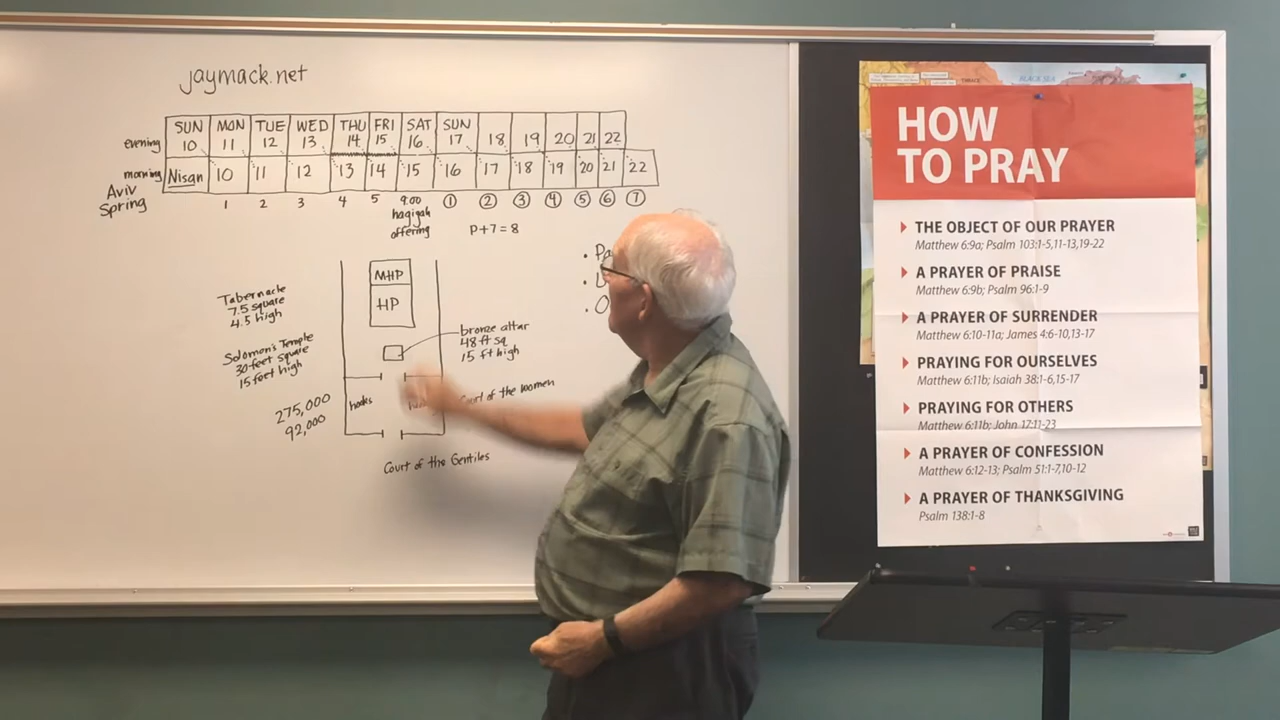 jaymack.net
SUN MON TUE WED THU FRI SAT SUN
evening 10 11 12 13 14 15 16 17 18 19 20 21 22
morning Nisan 10 11 12 13 14 15 16 17 18 19 20 21 22
Aviv
Spring
1 2 3 4 5 9:00 1 2 3 4 5 6 7
hagigah
offering
P+7=8
MHP
HP
Tabernacle
7.5 square
4.5 high
bronze altar
48 ft sq
15 ft high
Solomon's Temple
30 feet square
15 feet high
hooks
Court of the Women
275,000
92,000
Court of the Gentiles
BLACK SEA
HOW
TO PRAY
THE OBJECT OF OUR PRAYER
Matthew 6:9a; Psalm 103:1-5,11-13,19-22
A PRAYER OF PRAISE
Matthew 6:9b; Psalm 96:1-9
A PRAYER OF SURRENDER
Matthew 6:10-11a; James 4:6-10,13-17
PRAYING FOR OURSELVES
Matthew 6:11b; Isaiah 38:1-6,15-17
PRAYING FOR OTHERS
Matthew 6:11b; John 17:11-23
A PRAYER OF CONFESSION
Matthew 6:12-13; Psalm 51:1-7,10-12
A PRAYER OF THANKSGIVING
Psalm 138:1-8